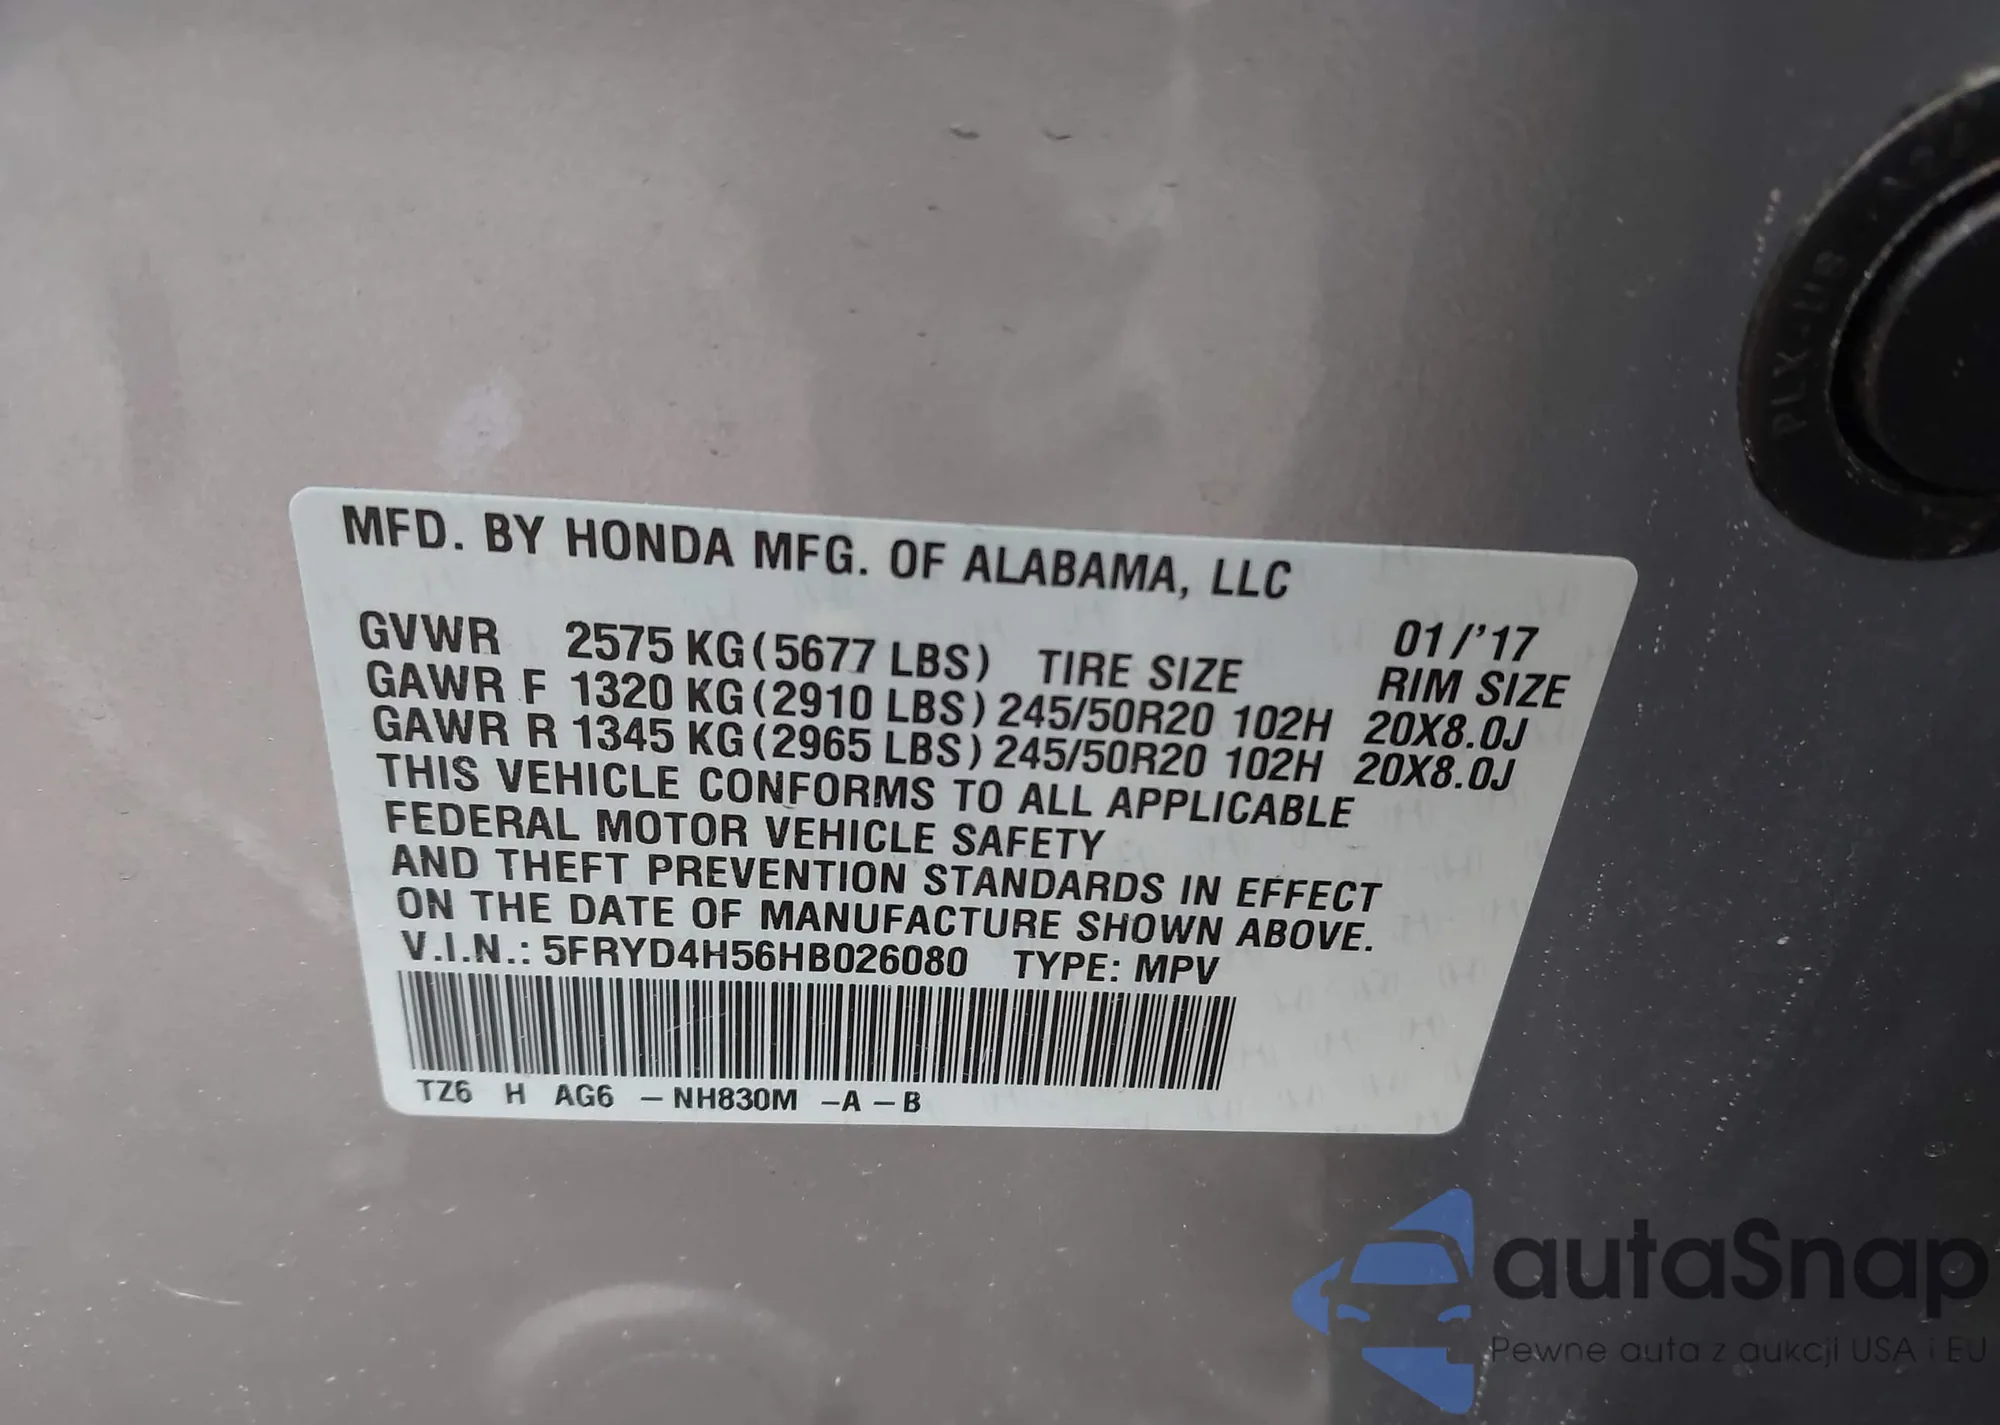 MFD. BY HONDA MFG. OF ALABAMA, LLC
01/'17
GVWR 2575 KG (5677 LBS) TIRE SIZE RIM SIZE
GAWR F 1320 KG (2910 LBS) 245/50R20 102H 20X8.0J
GAWR R 1345 KG (2965 LBS) 245/50R20 102H 20X8.0J
THIS VEHICLE CONFORMS TO ALL APPLICABLE
FEDERAL MOTOR VEHICLE SAFETY
AND THEFT PREVENTION STANDARDS IN EFFECT
ON THE DATE OF MANUFACTURE SHOWN ABOVE.
V.I.N.: 5FRYD4H56HB026080 TYPE: MPV
TZ6 H AG6 – NH830M – A – B
autaSnap
Pewne auta z aukcji USA i EU